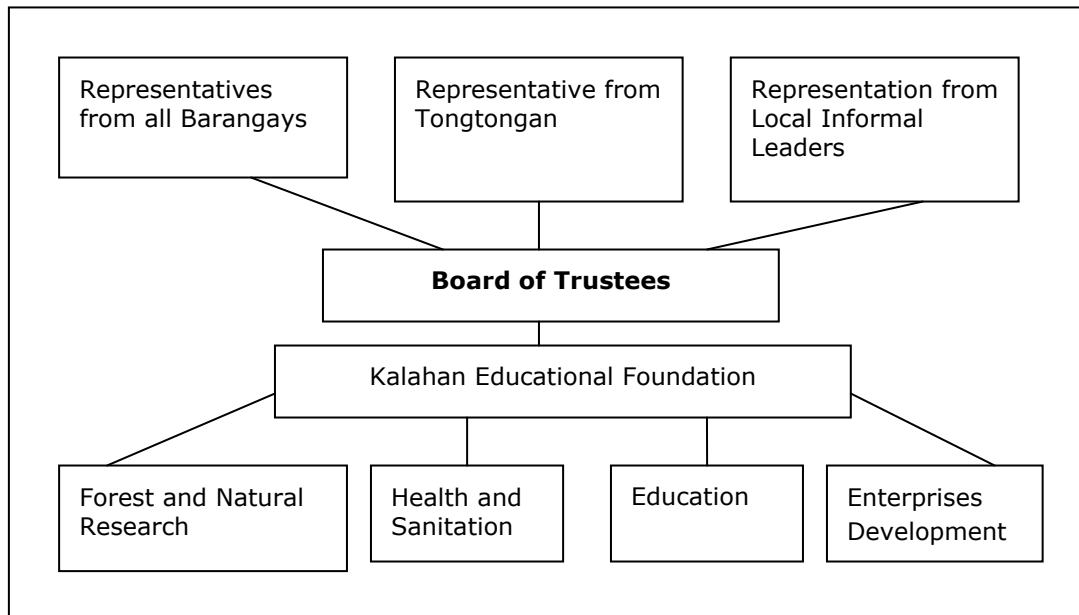 Representatives
from all Barangays
Representative from
Tongtongan
Representation from
Local Informal
Leaders
Board of Trustees
Kalahan Educational Foundation
Forest and Natural
Research
Health and
Sanitation
Education
Enterprises
Development